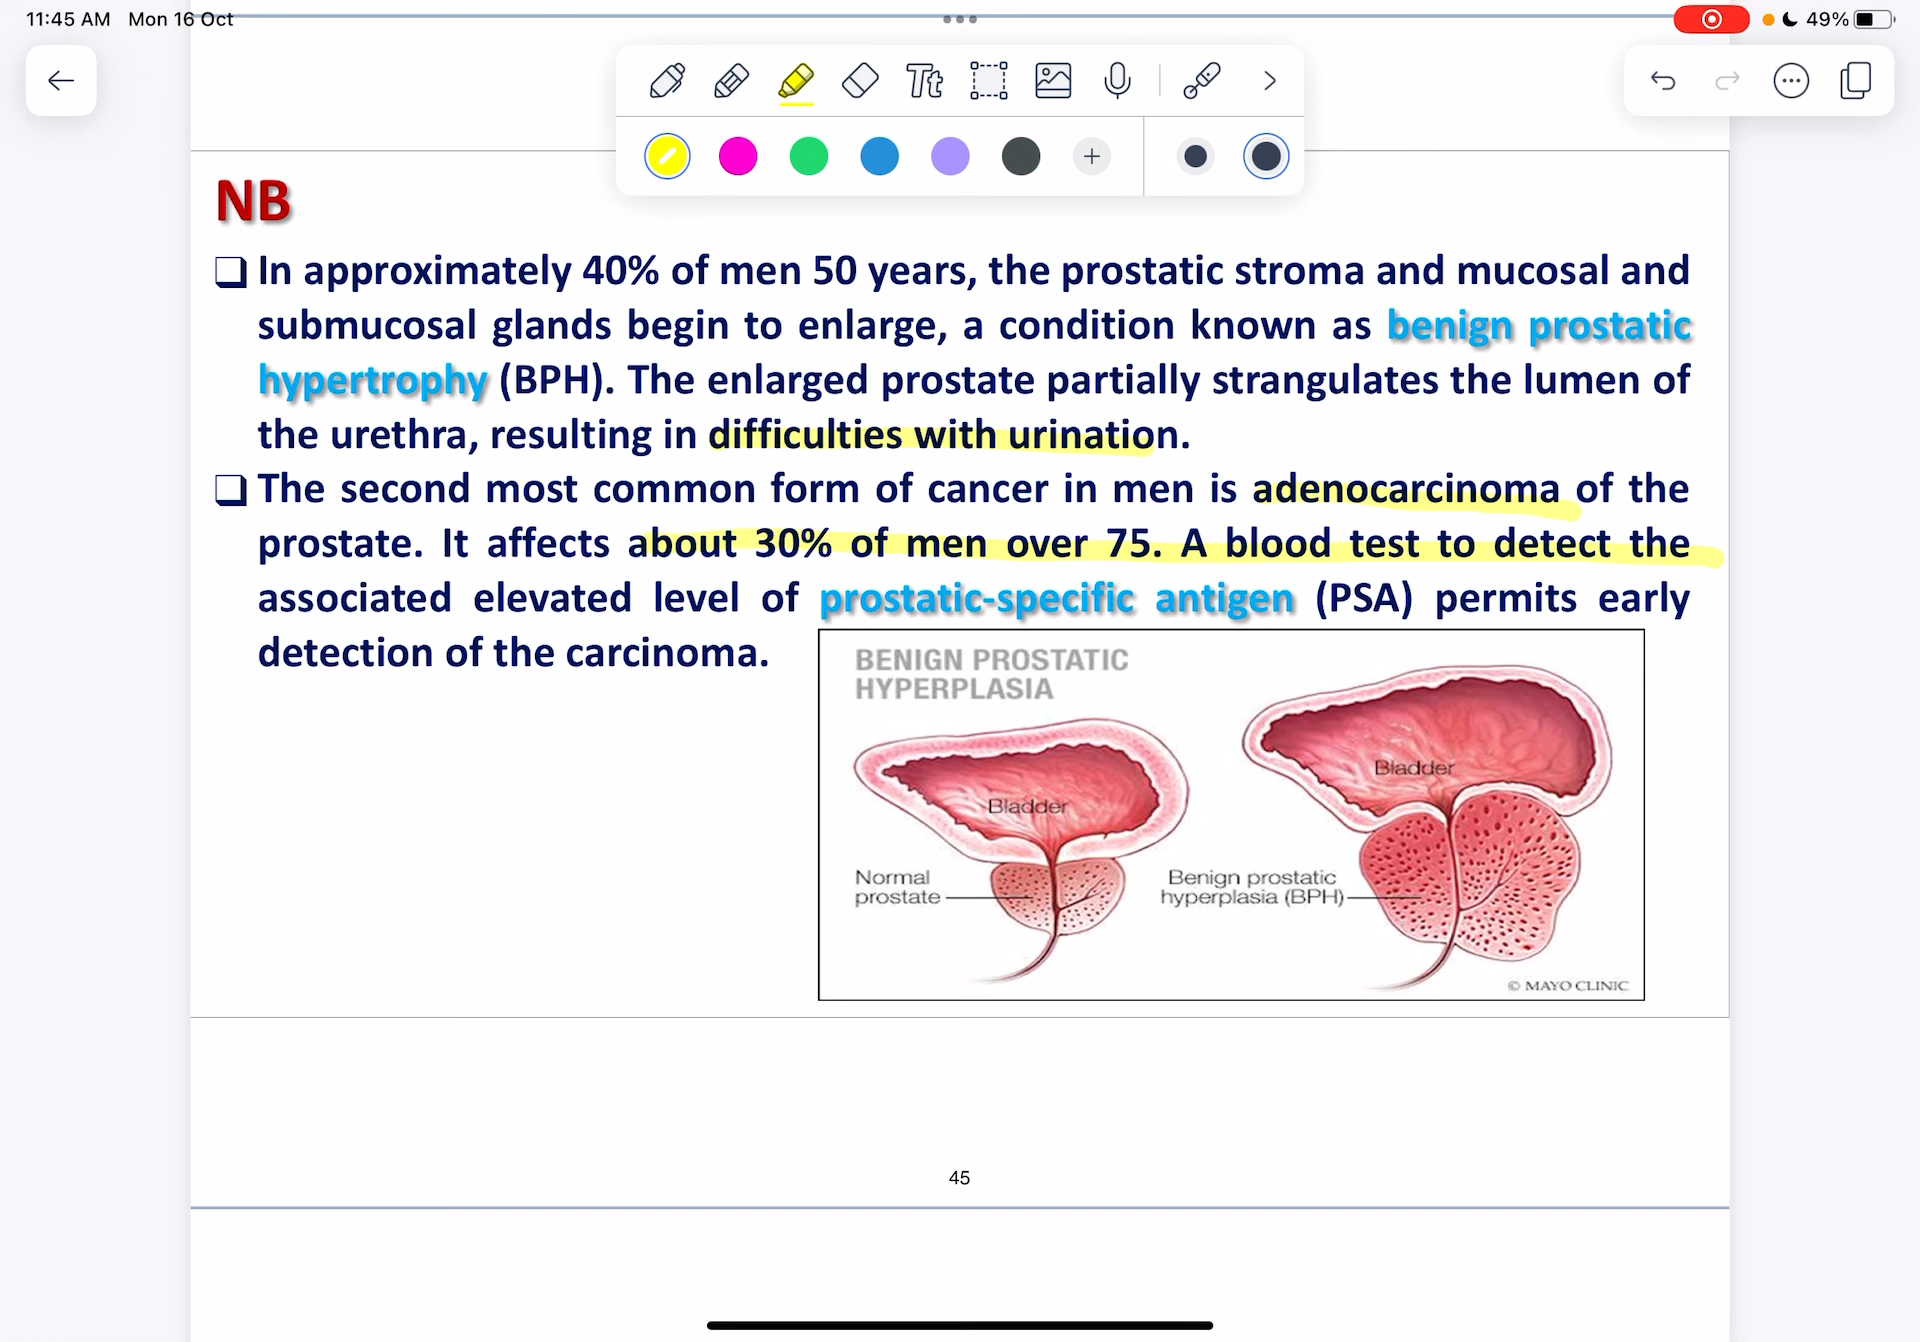 11:45 AM Mon 16 Oct
49%
Tt
NB
In approximately 40% of men 50 years, the prostatic stroma and mucosal and
submucosal glands begin to enlarge, a condition known as benign prostatic
hypertrophy (BPH). The enlarged prostate partially strangulates the lumen of
the urethra, resulting in difficulties with urination.
The second most common form of cancer in men is adenocarcinoma of the
prostate. It affects about 30% of men over 75. A blood test to detect the
associated elevated level of prostatic-specific antigen (PSA) permits early
detection of the carcinoma.
BENIGN PROSTATIC
HYPERPLASIA
Bladder
Bladder
Normal
prostate
Benign prostatic
hyperplasia (BPH)
© MAYO CLINIC
45